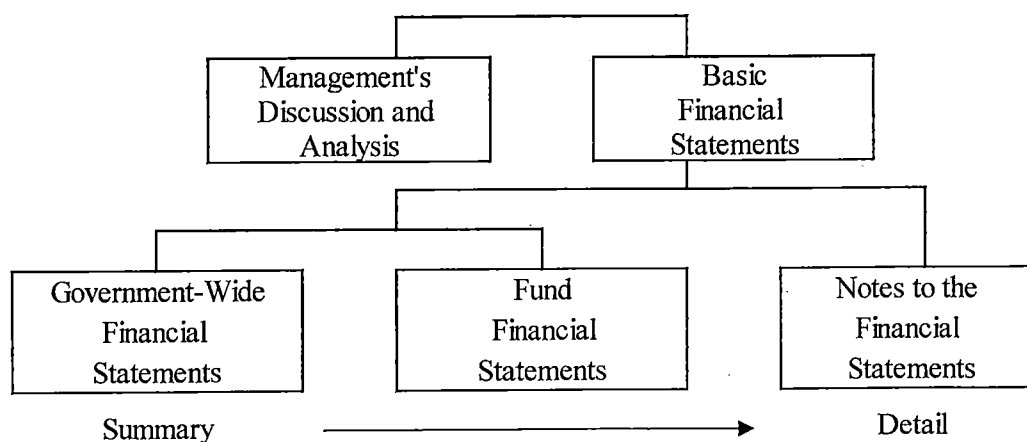 Management's
Discussion and
Analysis
Basic
Financial
Statements
Government-Wide
Financial
Statements
Fund
Financial
Statements
Notes to the
Financial
Statements
Summary
Detail